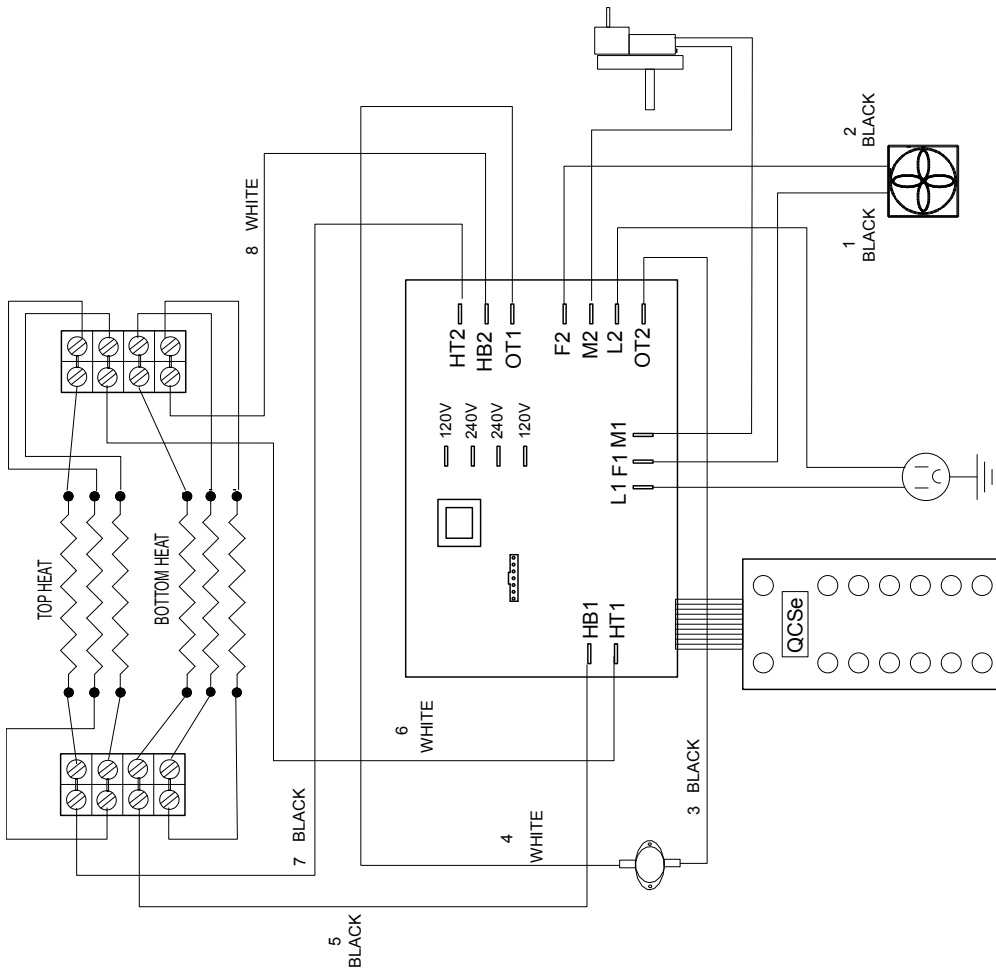 TOP HEAT
BOTTOM HEAT
8 WHITE
7 BLACK
6
WHITE
5
BLACK
4
WHITE
3 BLACK
2
BLACK
1
BLACK
HT2
HB2
OT1
F2
M2
L2
OT2
120V
240V
240V
120V
L1
F1
M1
HB1
HT1
QCSe